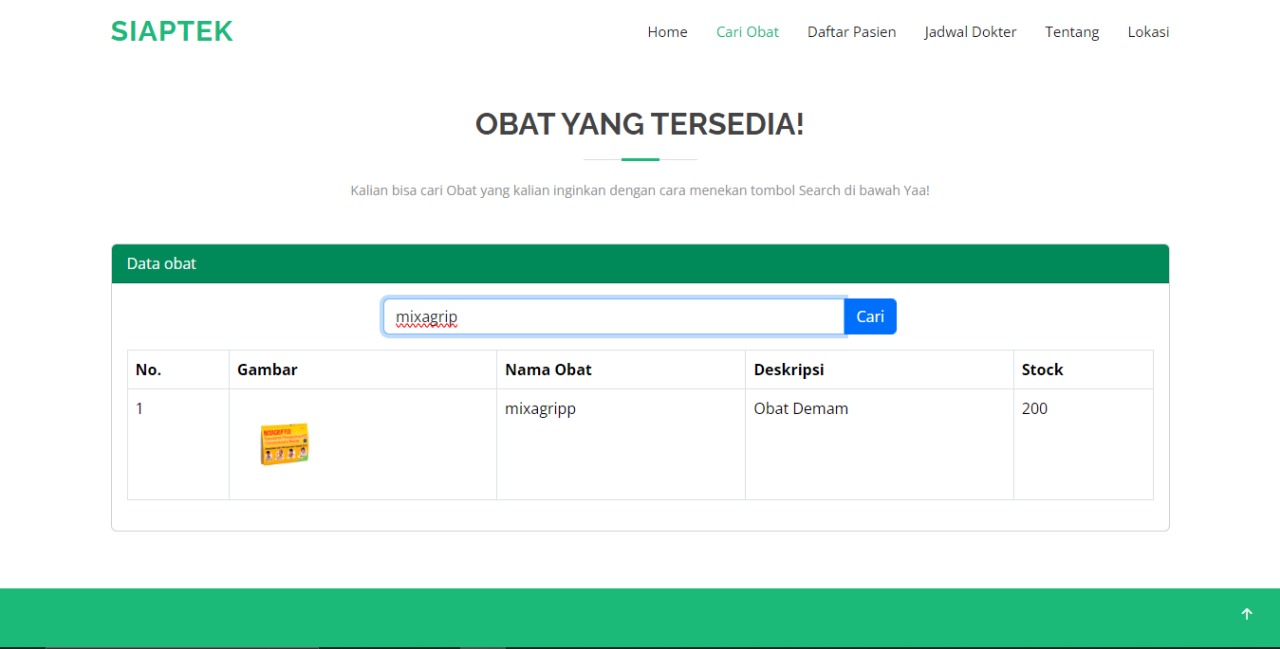 SIAPTEK
Home Cari Obat Daftar Pasien Jadwal Dokter Tentang Lokasi
OBAT YANG TERSEDIA!
Kalian bisa cari Obat yang kalian inginkan dengan cara menekan tombol Search di bawah Yaa!
Data obat
mixagrip Cari
No. Gambar Nama Obat Deskripsi Stock
1 mixagripp Obat Demam 200